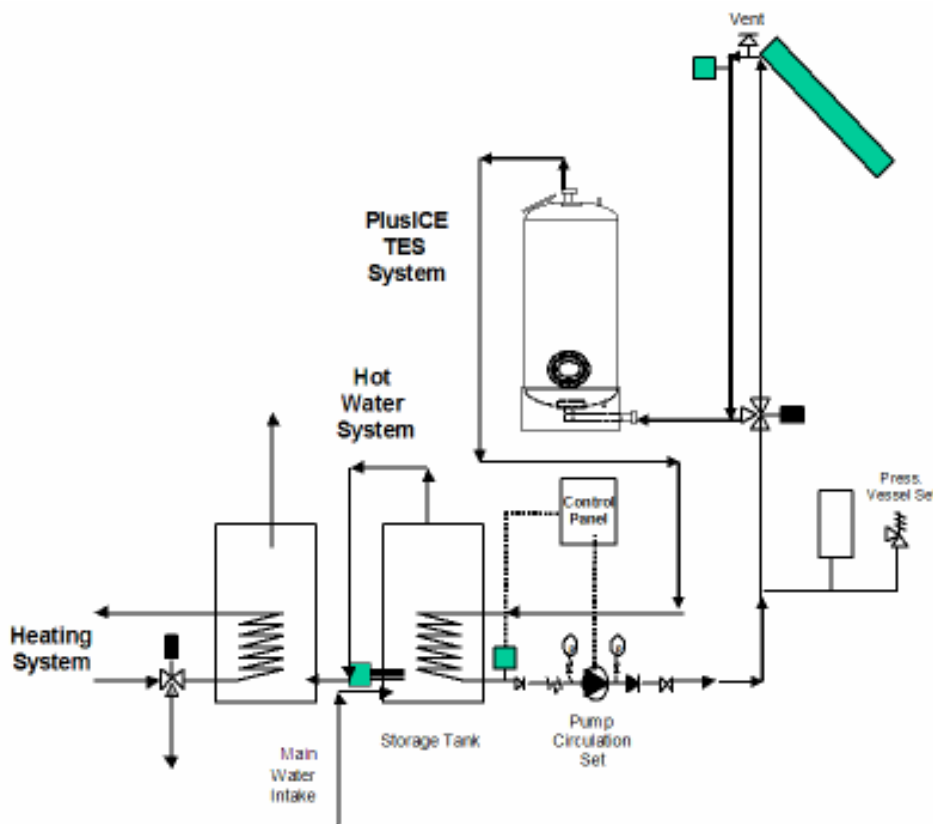 Vent
PlusICE
TES
System
Hot
Water
System
Control
Panel
Press.
Vessel Set
Heating
System
Storage Tank
Pump
Circulation
Set
Main
Water
Intake